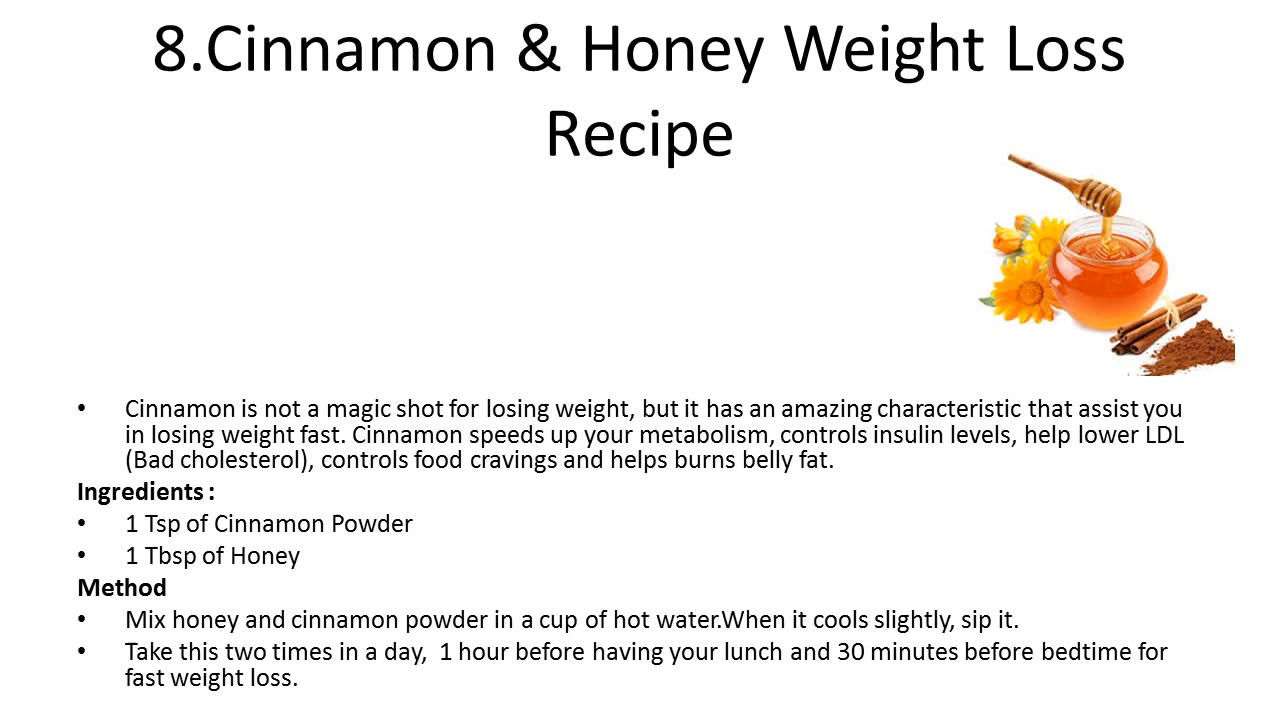 8.Cinnamon & Honey Weight Loss
Recipe
• Cinnamon is not a magic shot for losing weight, but it has an amazing characteristic that assist you
in losing weight fast. Cinnamon speeds up your metabolism, controls insulin levels, help lower LDL
(Bad cholesterol), controls food cravings and helps burns belly fat.
Ingredients :
• 1 Tsp of Cinnamon Powder
• 1 Tbsp of Honey
Method
• Mix honey and cinnamon powder in a cup of hot water.When it cools slightly, sip it.
• Take this two times in a day, 1 hour before having your lunch and 30 minutes before bedtime for
fast weight loss.